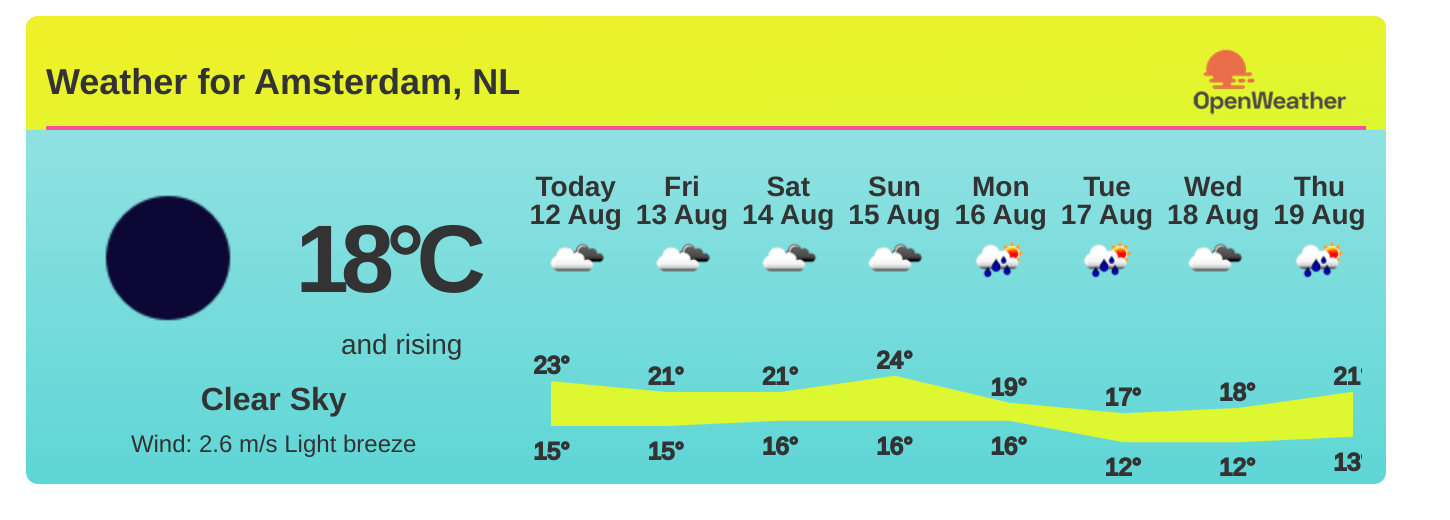 Weather for Amsterdam, NL
OpenWeather
18°C
and rising
Clear Sky
Wind: 2.6 m/s Light breeze
Today Fri Sat Sun Mon Tue Wed Thu
12 Aug 13 Aug 14 Aug 15 Aug 16 Aug 17 Aug 18 Aug 19 Aug
23° 21° 21° 24° 19° 17° 18° 21°
15° 15° 16° 16° 16° 12° 12° 13°